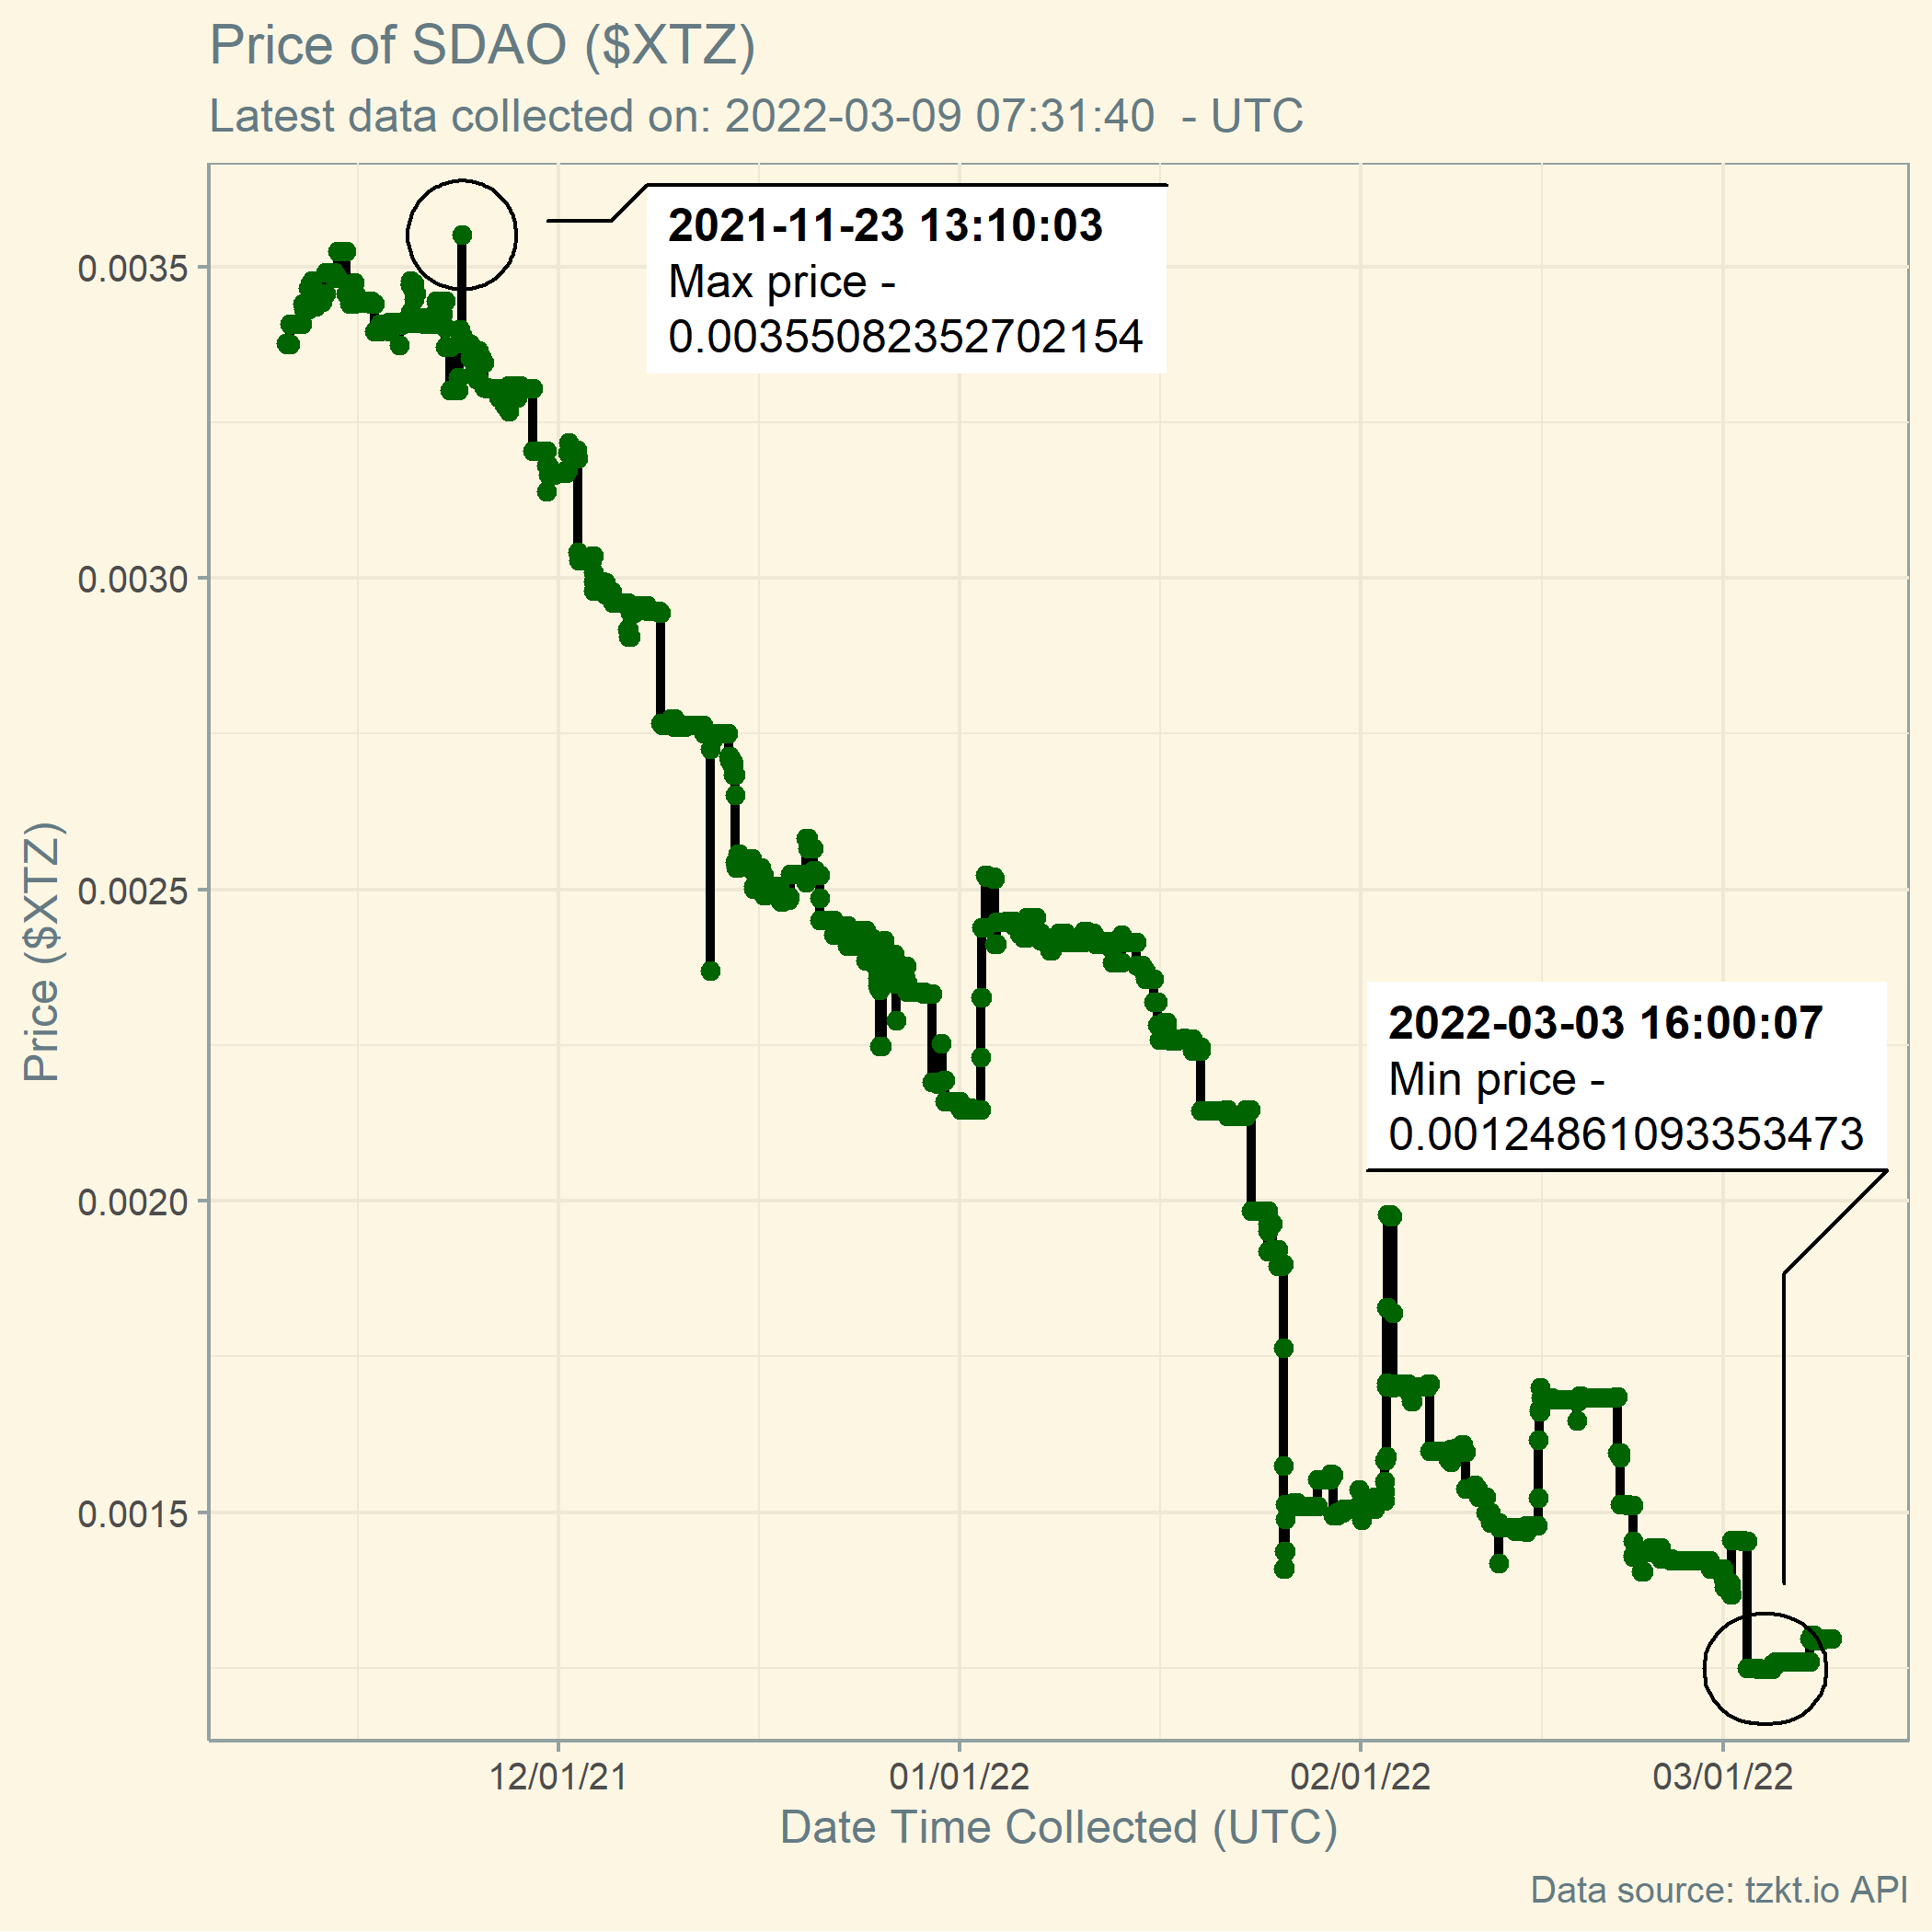 Price of SDAO ($XTZ)
Latest data collected on: 2022-03-09 07:31:40  - UTC
2021-11-23 13:10:03
Max price -
0.00355082352702154
0.0035
0.0030
0.0025
0.0020
0.0015
Price ($XTZ)
2022-03-03 16:00:07
Min price -
0.00124861093353473
12/01/21
01/01/22
02/01/22
03/01/22
Date Time Collected (UTC)
Data source: tzkt.io API